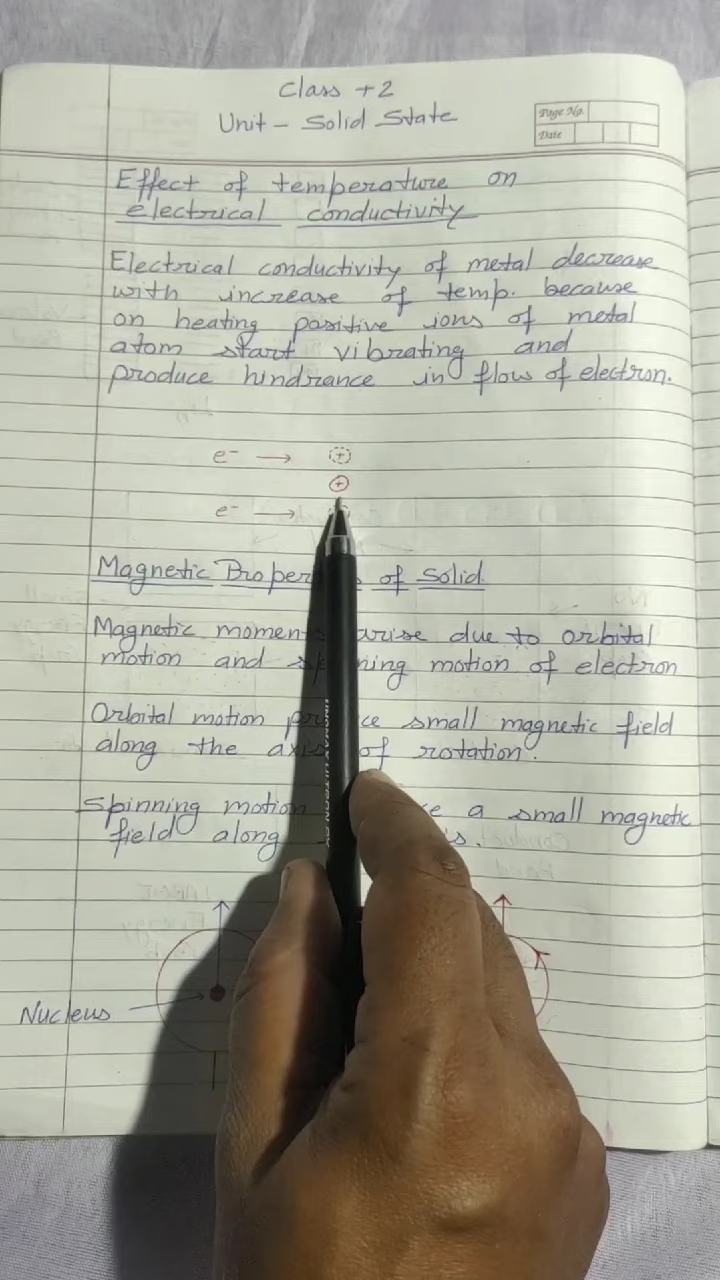 Class +2
Unit - Solid State
Page No.
Date
Effect of temperature on
electrical conductivity
Electrical conductivity of metal decrease
with increase of temp. because
on heating positive ions of metal
atom start vibrating and
produce hindrance in flow of electron.
e- → (+)
(+)
e- →
Magnetic of Solid
Magnetic arise due to orbital
motion and motion of electron
Orbital motion small magnetic field
along the of rotation.
Spinning motion a small magnetic
field along
Nucleus